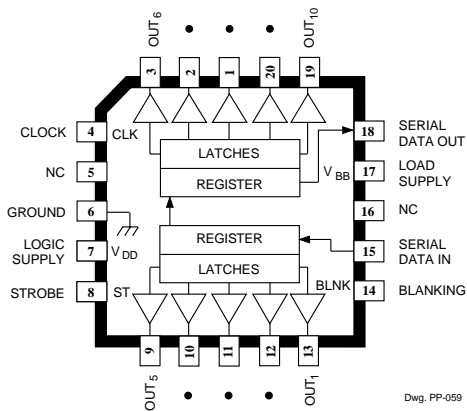 OUT6 • • • OUT10
3 2 1 20 19
CLOCK 4 CLK
NC 5
GROUND 6
LOGIC SUPPLY 7 VDD
STROBE 8 ST
LATCHES
REGISTER
REGISTER
LATCHES
18 SERIAL DATA OUT
VBB 17 LOAD SUPPLY
16 NC
15 SERIAL DATA IN
BLNK 14 BLANKING
9 10 11 12 13
OUT5 • • • OUT1
Dwg. PP-059